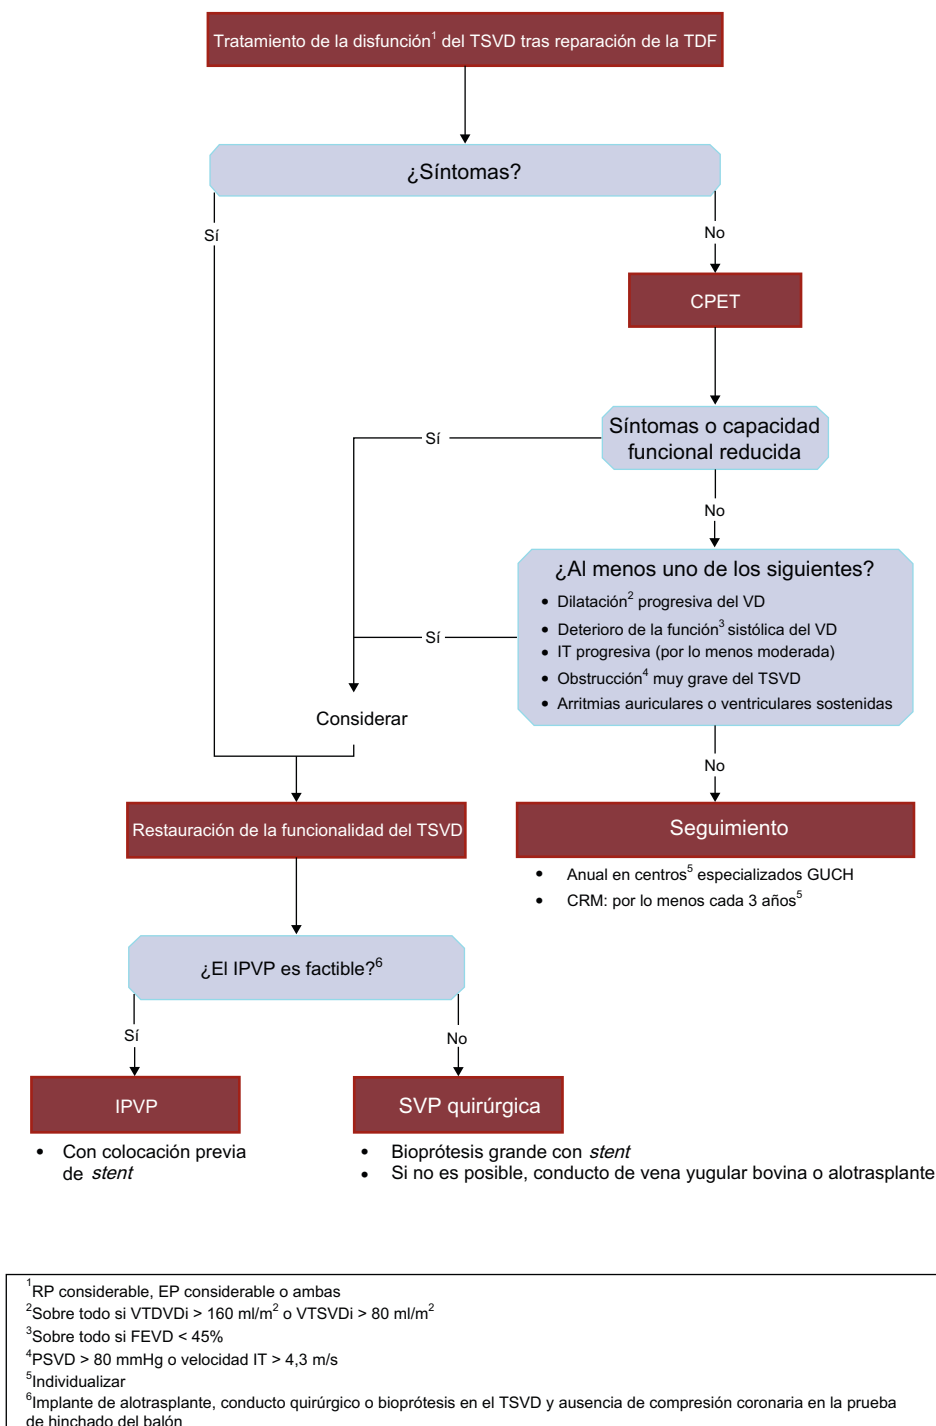 Tratamiento de la disfunción¹ del TSVD tras reparación de la TDF
¿Síntomas?
Sí
No
CPET
Síntomas o capacidad
funcional reducida
Sí
No
¿Al menos uno de los siguientes?
• Dilatación² progresiva del VD
• Deterioro de la función³ sistólica del VD
• IT progresiva (por lo menos moderada)
• Obstrucción⁴ muy grave del TSVD
• Arritmias auriculares o ventriculares sostenidas
Sí
Considerar
No
Restauración de la funcionalidad del TSVD
Seguimiento
• Anual en centros⁵ especializados GUCH
• CRM: por lo menos cada 3 años⁵
¿El IPVP es factible?⁶
Sí
No
IPVP
• Con colocación previa
de stent
SVP quirúrgica
• Bioprótesis grande con stent
• Si no es posible, conducto de vena yugular bovina o alotrasplante
¹RP considerable, EP considerable o ambas
²Sobre todo si VTDVDi > 160 ml/m² o VTSVDi > 80 ml/m²
³Sobre todo si FEVD < 45%
⁴PSVD > 80 mmHg o velocidad IT > 4,3 m/s
⁵Individualizar
⁶Implante de alotrasplante, conducto quirúrgico o bioprótesis en el TSVD y ausencia de compresión coronaria en la prueba
de hinchado del balón